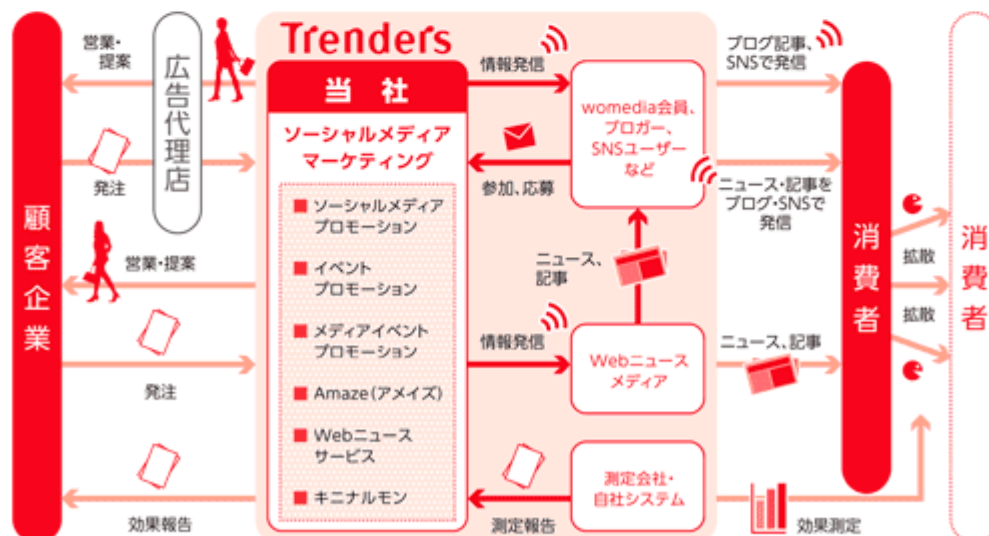 Trenders
顧客企業
営業・
提案
広告代理店
発注
営業・提案
発注
効果報告
当 社
ソーシャルメディア
マーケティング
■ ソーシャルメディア
プロモーション
■ イベント
プロモーション
■ メディアイベント
プロモーション
■ Amaze(アメイズ)
■ Webニュース
サービス
■ キニナルモン
情報発信
参加、応募
ニュース、
記事
情報発信
測定報告
womedia会員、
ブロガー、
SNSユーザー
など
Webニュース
メディア
測定会社・
自社システム
ブログ記事、
SNSで発信
ニュース・記事を
ブログ・SNSで
発信
ニュース、記事
効果測定
消費者
拡散
拡散
消費者